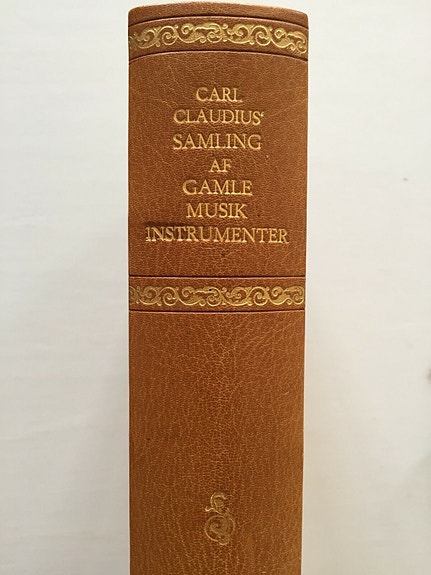 CARL
CLAUDIUS'
SAMLING
AF
GAMLE
MUSIK
INSTRUMENTER